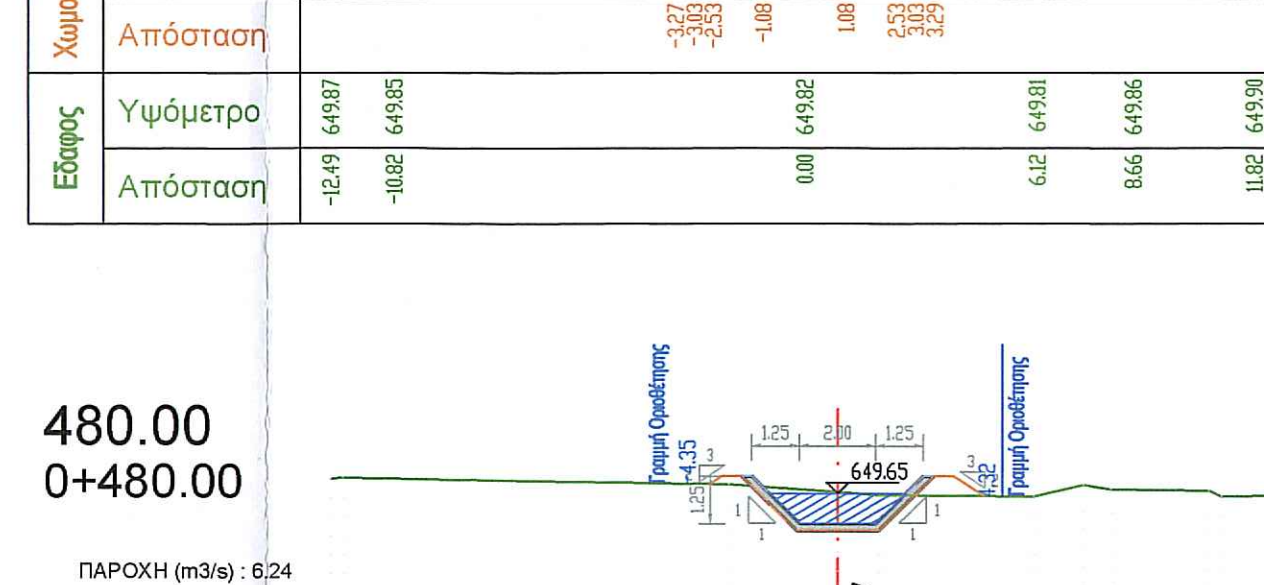 Χωμα
Απόσταση -3.27 -3.03 -2.53 -1.08 1.08 2.53 3.03 3.29
Εδαφος
Υψόμετρο 649.87 649.85 649.82 649.81 649.86 649.90
Απόσταση -12.49 -10.82 0.00 6.12 8.66 11.82
Γραμμή Οριοθέτησης
-4.35
Γραμμή Οριοθέτησης
4.32
480.00
0+480.00
1.25 2.00 1.25
3
3
649.65
1.25
1
1
1
1
ΠΑΡΟΧΗ (m3/s) : 6.24